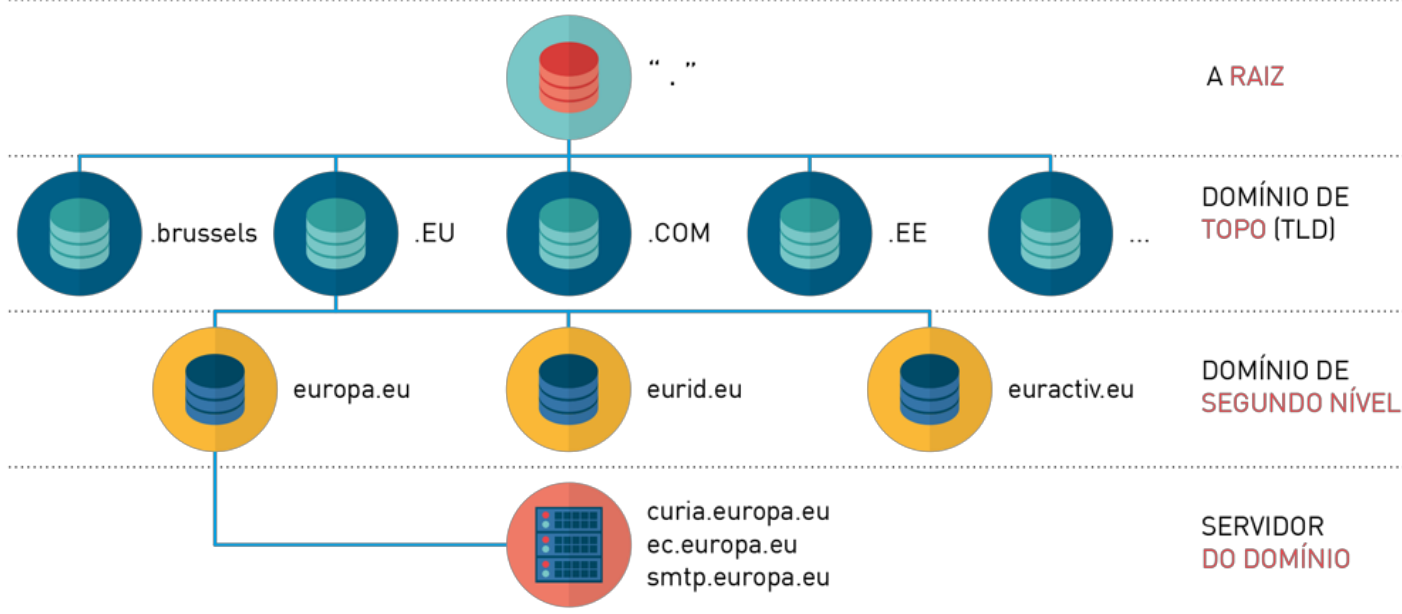 “ . ”
A RAIZ
.brussels
.EU
.COM
.EE
...
DOMÍNIO DE
TOPO (TLD)
europa.eu
eurid.eu
euractiv.eu
DOMÍNIO DE
SEGUNDO NÍVEL
curia.europa.eu
ec.europa.eu
smtp.europa.eu
SERVIDOR
DO DOMÍNIO